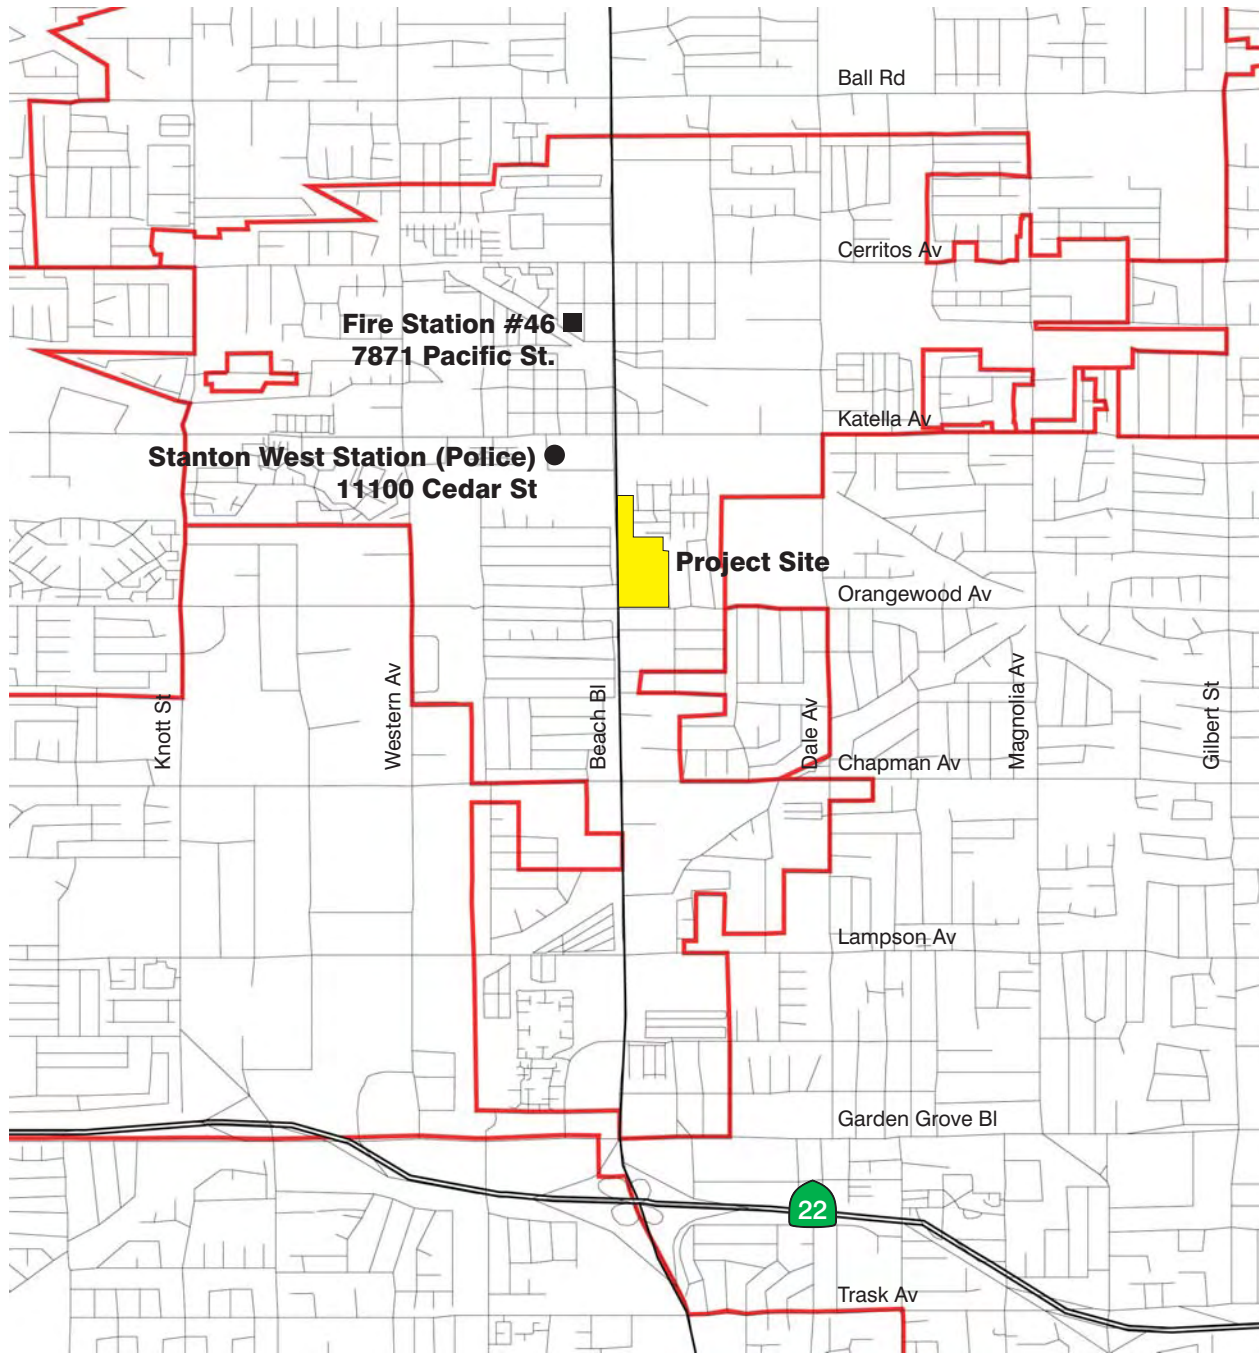 Ball Rd
Cerritos Av
Fire Station #46
7871 Pacific St.
Katella Av
Stanton West Station (Police)
11100 Cedar St
Project Site
Orangewood Av
Knott St
Western Av
Beach Bl
Dale Av
Magnolia Av
Gilbert St
Chapman Av
Lampson Av
Garden Grove Bl
22
Trask Av